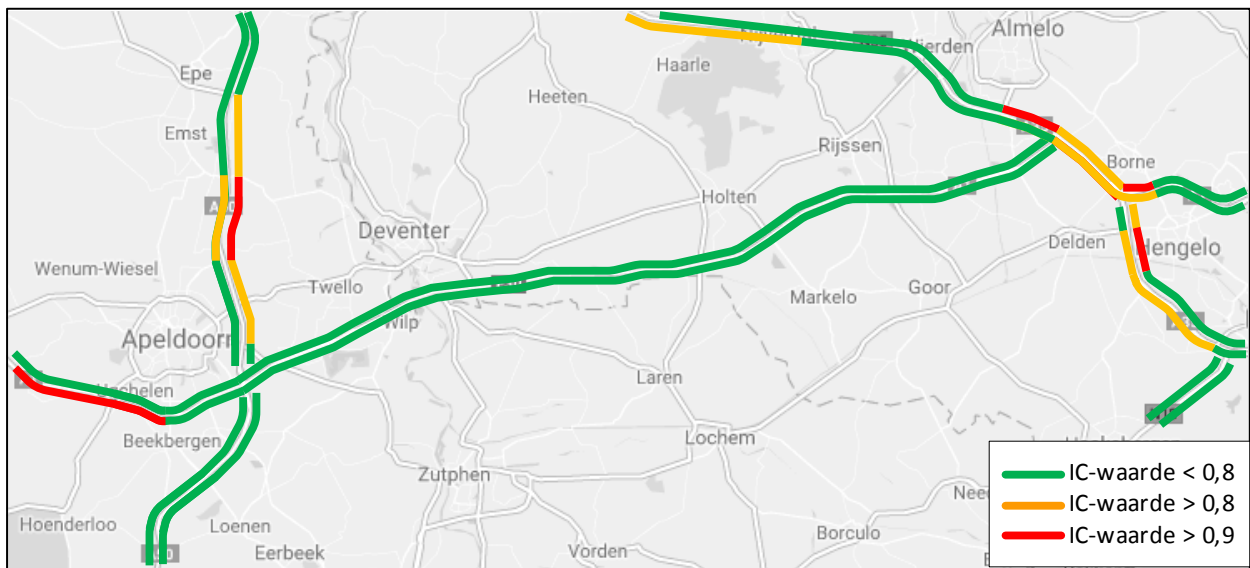 Almelo
Wierden
Epe
Haarle
Heeten
Emst
Rijssen
Borne
Holten
Deventer
Delden
Hengelo
Wenum-Wiesel
Twello
Goor
Markelo
Wilp
Apeldoorn
Laren
Beekbergen
Lochem
Zutphen
IC-waarde < 0,8
IC-waarde > 0,8
IC-waarde > 0,9
Hoenderloo
Loenen
Borculo
Eerbeek
Vorden